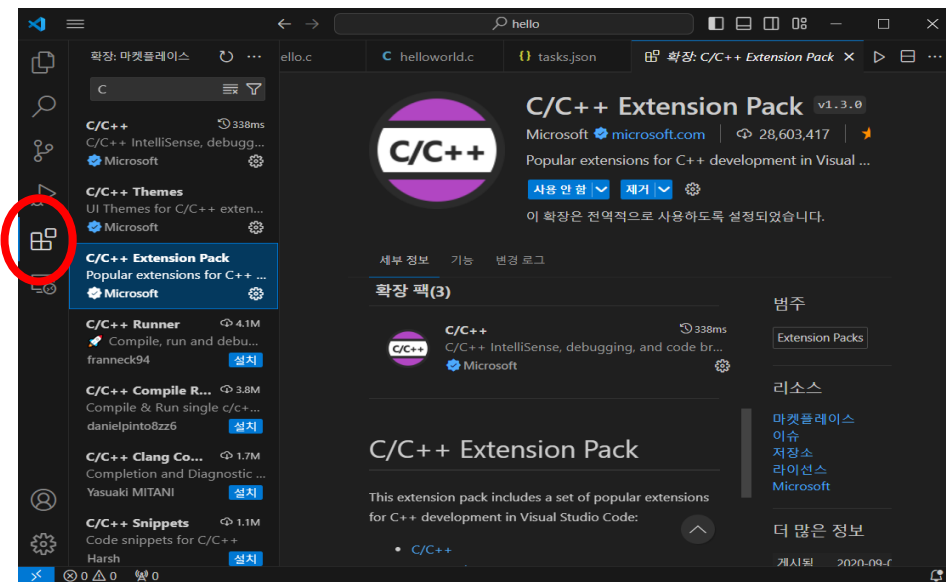 hello
확장: 마켓플레이스
ello.c
C helloworld.c
{} tasks.json
확장: C/C++ Extension Pack
C
C/C++ 338ms
C/C++ IntelliSense, debugg...
Microsoft
C/C++ Themes
UI Themes for C/C++ exten...
Microsoft
C/C++ Extension Pack
Popular extensions for C++ ...
Microsoft
C/C++ Runner 4.1M
Compile, run and debu...
franneck94 설치
C/C++ Compile R... 3.8M
Compile & Run single c/c+...
danielpinto8zz6 설치
C/C++ Clang Co... 1.7M
Completion and Diagnostic ...
Yasuaki MITANI 설치
C/C++ Snippets 1.1M
Code snippets for C/C++
Harsh 설치
C/C++
C/C++ Extension Pack v1.3.0
Microsoft microsoft.com 28,603,417
Popular extensions for C++ development in Visual ...
사용 안 함 제거
이 확장은 전역적으로 사용하도록 설정되었습니다.
세부 정보 기능 변경 로그
확장 팩(3)
C/C++
C/C++ 338ms
C/C++ IntelliSense, debugging, and code br...
Microsoft
C/C++ Extension Pack
This extension pack includes a set of popular extensions
for C++ development in Visual Studio Code:
• C/C++
범주
Extension Packs
리소스
마켓플레이스
이슈
저장소
라이선스
Microsoft
더 많은 정보
게시됨 2020-09-0
0 0 0